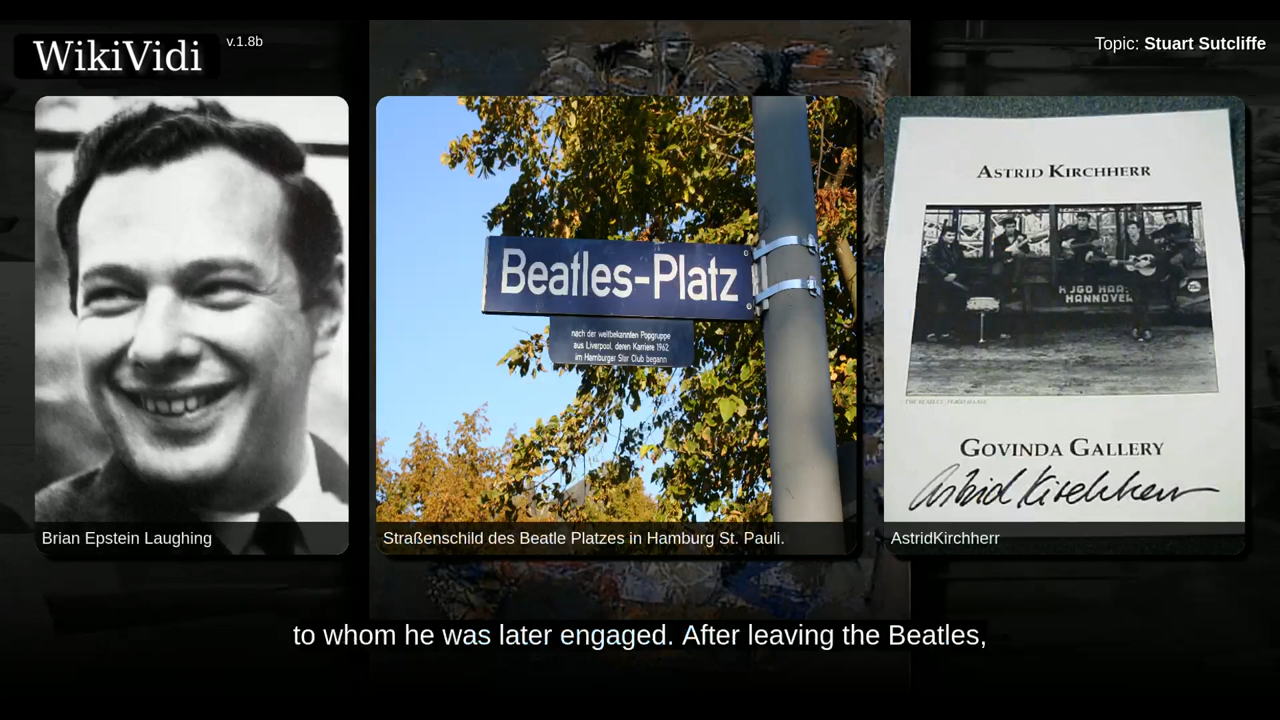 WikiVidi
v.1.8b
Topic: Stuart Sutcliffe
Beatles-Platz
nach der weltbekannten Popgruppe
aus Liverpool, deren Karriere 1962
im Hamburger Star Club begann
ASTRID KIRCHHERR
HANNOVER
GOVINDA GALLERY
Astrid Kirchherr
Brian Epstein Laughing
Straßenschild des Beatle Platzes in Hamburg St. Pauli.
AstridKirchherr
to whom he was later engaged. After leaving the Beatles,